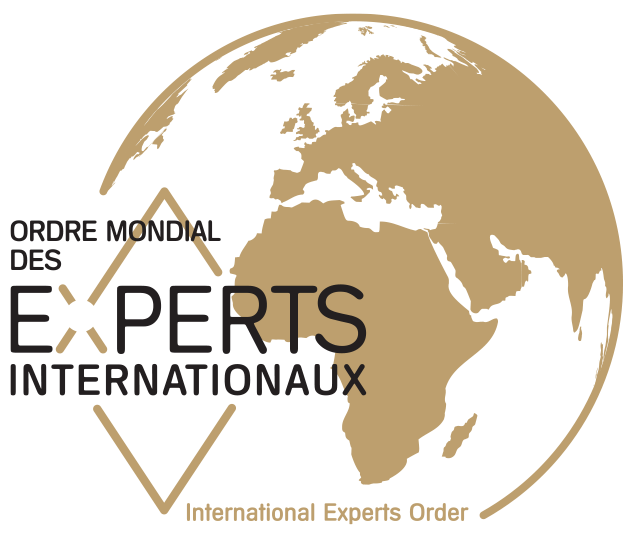 ORDRE MONDIAL
DES
EXPERTS
INTERNATIONAUX
International Experts Order